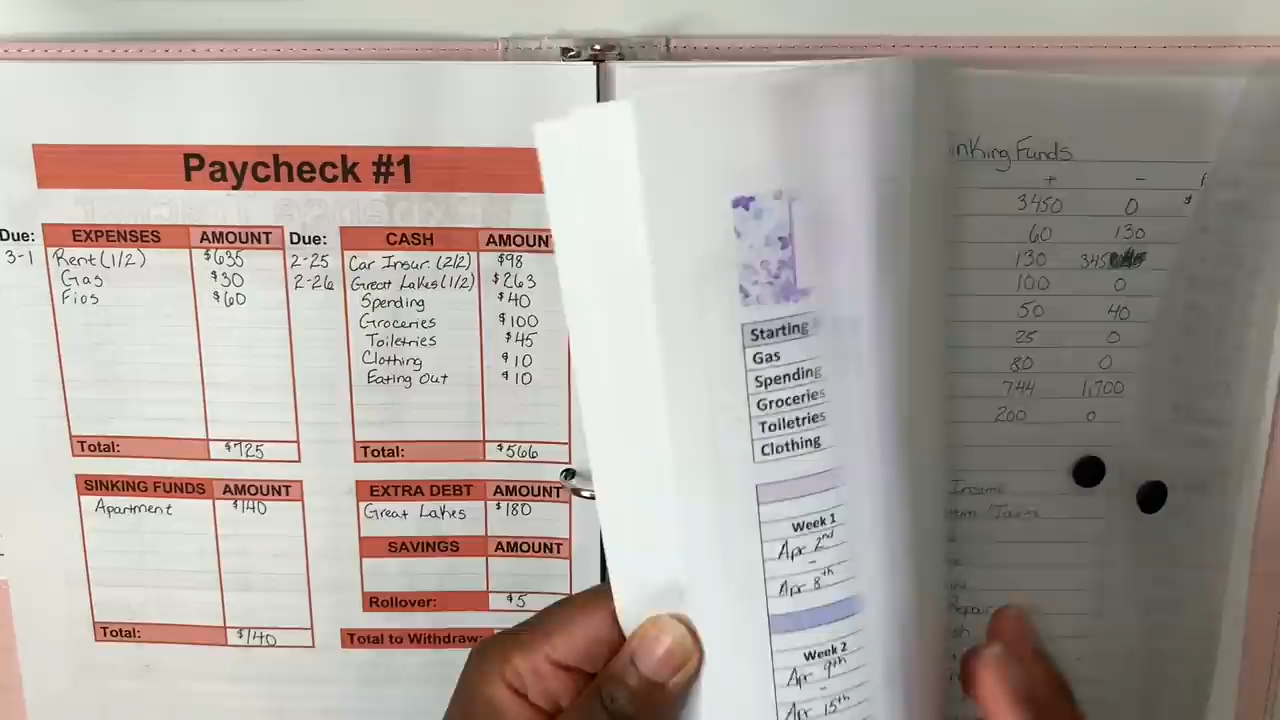 Paycheck #1
Due: EXPENSES AMOUNT
3-1 Rent (1/2) $635
Gas $30
Fios $60
Total: $725
Due: CASH AMOUN
2-25 Car Insur. (2/2) $98
2-26 Great Lakes (1/2) $263
Spending $40
Groceries $100
Toiletries $45
Clothing $10
Eating Out $10
Total: $566
SINKING FUNDS AMOUNT
Apartment $140
Total: $140
EXTRA DEBT AMOUNT
Great Lakes $180
SAVINGS AMOUNT
Rollover: $5
Total to Withdraw:
Starting
Gas
Spending
Groceries
Toiletries
Clothing
Week 1
Apr 2nd
-
Apr 8th
Week 2
Apr 9th
-
Apr 15th
inking Funds
+ -
3450 0 $
60 130
130 345
100 0
50 40
25 0
80 0
744 1,700
200 0